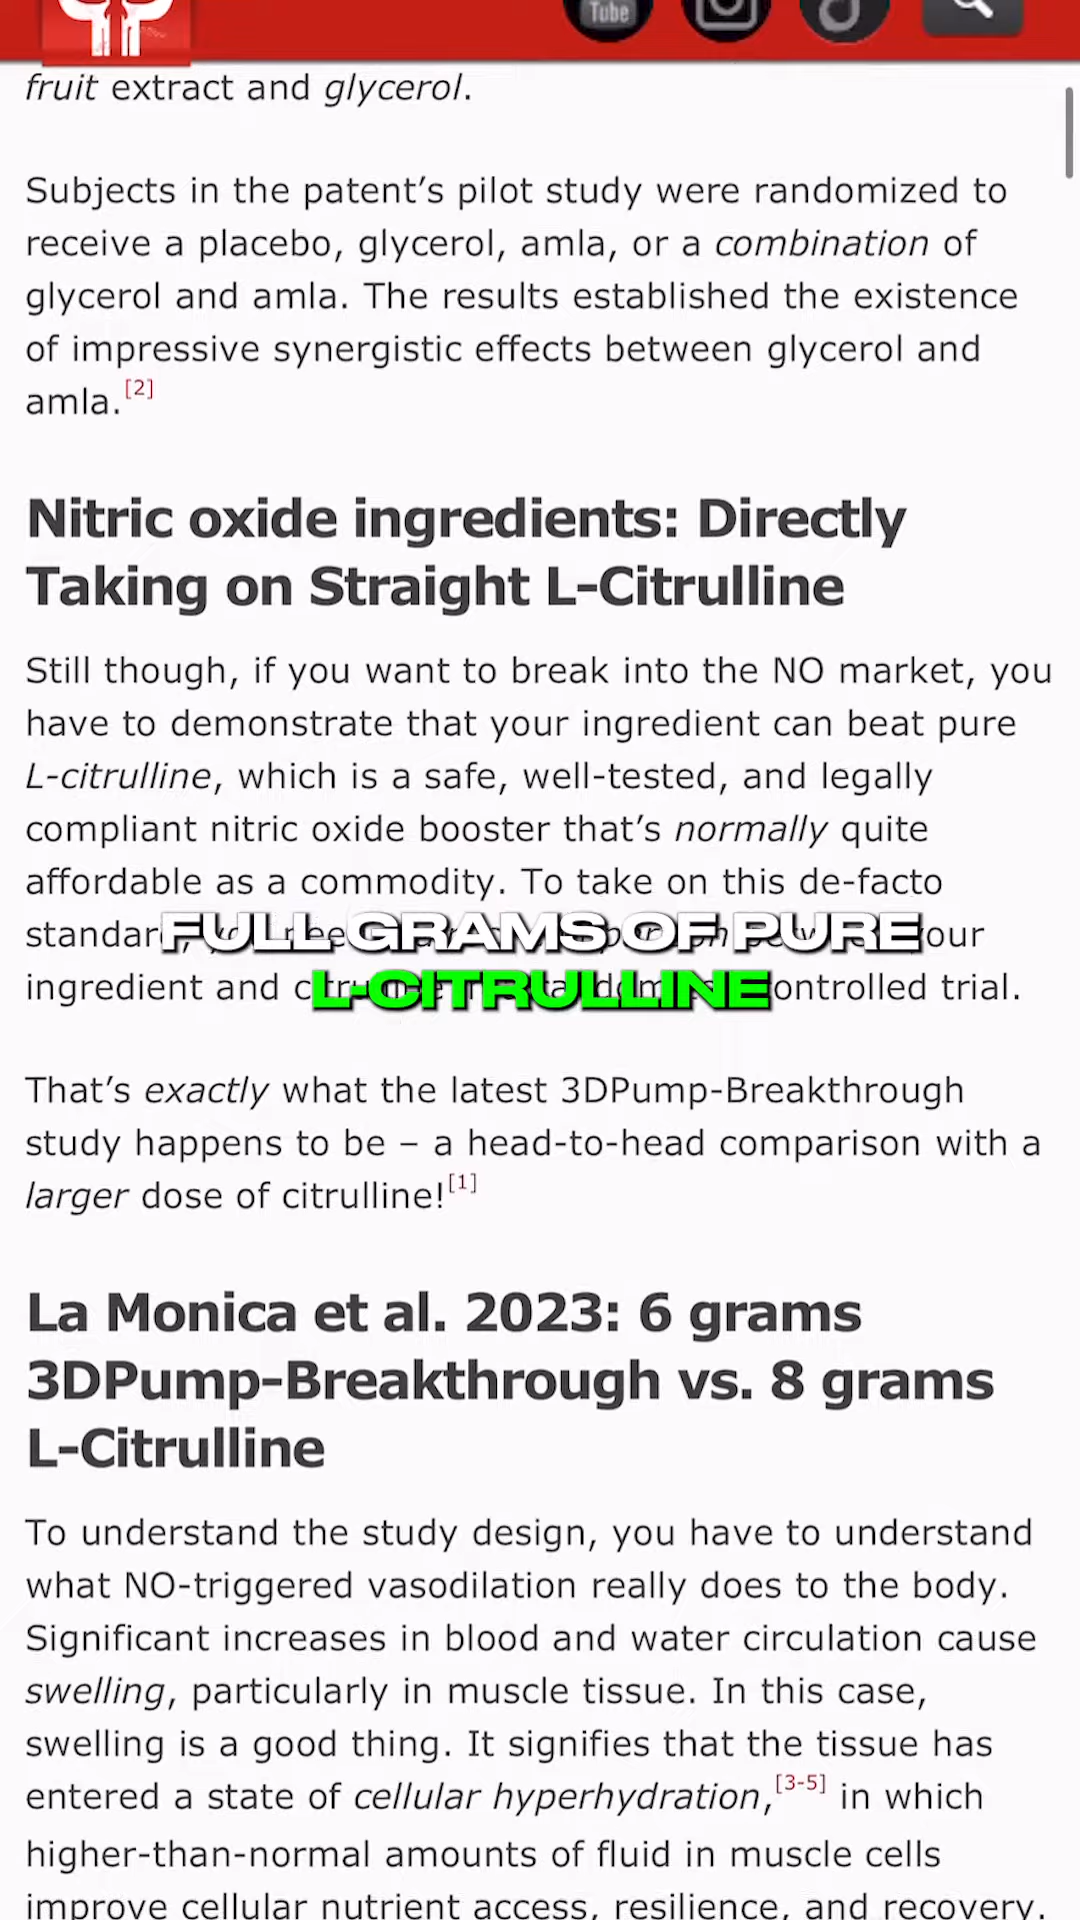 Tube
fruit extract and glycerol.
Subjects in the patent’s pilot study were randomized to
receive a placebo, glycerol, amla, or a combination of
glycerol and amla. The results established the existence
of impressive synergistic effects between glycerol and
amla.[2]
Nitric oxide ingredients: Directly
Taking on Straight L-Citrulline
Still though, if you want to break into the NO market, you
have to demonstrate that your ingredient can beat pure
L-citrulline, which is a safe, well-tested, and legally
compliant nitric oxide booster that’s normally quite
affordable as a commodity. To take on this de-facto
standard, your
FULL GRAMS OF PURE
ingredient and controlled trial.
L-CITRULLINE
That’s exactly what the latest 3DPump-Breakthrough
study happens to be – a head-to-head comparison with a
larger dose of citrulline![1]
La Monica et al. 2023: 6 grams
3DPump-Breakthrough vs. 8 grams
L-Citrulline
To understand the study design, you have to understand
what NO-triggered vasodilation really does to the body.
Significant increases in blood and water circulation cause
swelling, particularly in muscle tissue. In this case,
swelling is a good thing. It signifies that the tissue has
entered a state of cellular hyperhydration,[3-5] in which
higher-than-normal amounts of fluid in muscle cells
improve cellular nutrient access, resilience, and recovery.